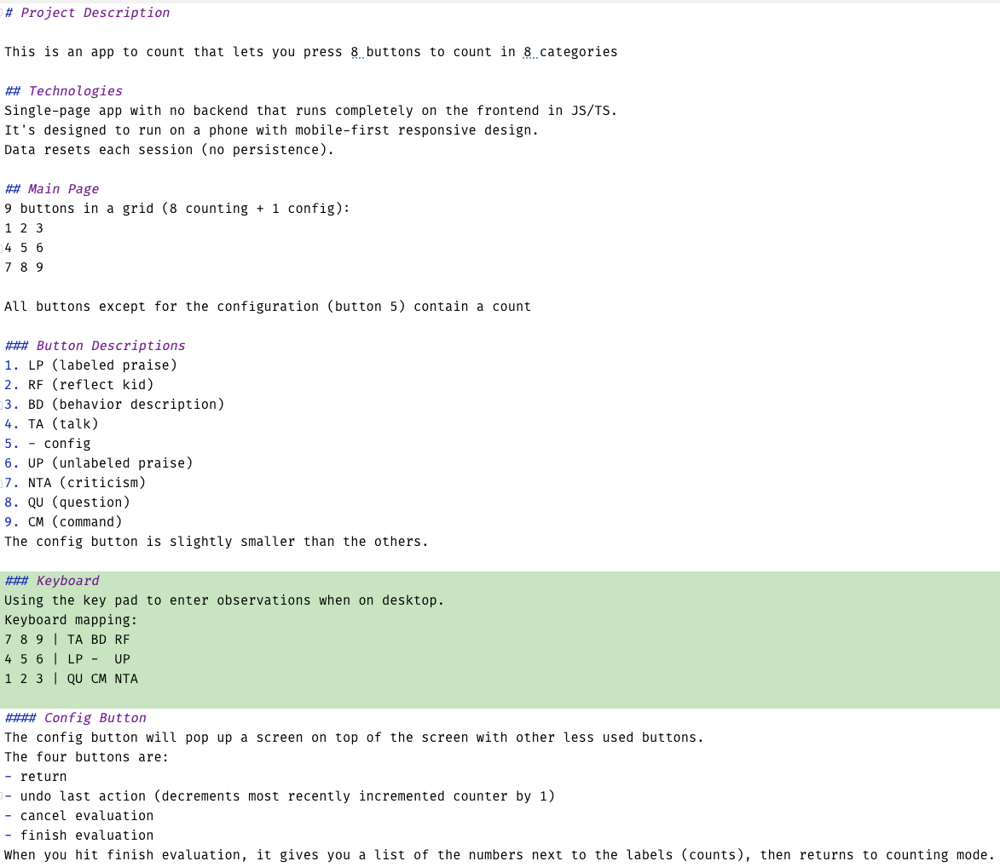 # Project Description

This is an app to count that lets you press 8 buttons to count in 8 categories

## Technologies
Single-page app with no backend that runs completely on the frontend in JS/TS.
It's designed to run on a phone with mobile-first responsive design.
Data resets each session (no persistence).

## Main Page
9 buttons in a grid (8 counting + 1 config):
1 2 3
4 5 6
7 8 9

All buttons except for the configuration (button 5) contain a count

### Button Descriptions
1. LP (labeled praise)
2. RF (reflect kid)
3. BD (behavior description)
4. TA (talk)
5. - config
6. UP (unlabeled praise)
7. NTA (criticism)
8. QU (question)
9. CM (command)
The config button is slightly smaller than the others.

### Keyboard
Using the key pad to enter observations when on desktop.
Keyboard mapping:
7 8 9 | TA BD RF
4 5 6 | LP -  UP
1 2 3 | QU CM NTA

#### Config Button
The config button will pop up a screen on top of the screen with other less used buttons.
The four buttons are:
- return
- undo last action (decrements most recently incremented counter by 1)
- cancel evaluation
- finish evaluation
When you hit finish evaluation, it gives you a list of the numbers next to the labels (counts), then returns to counting mode.